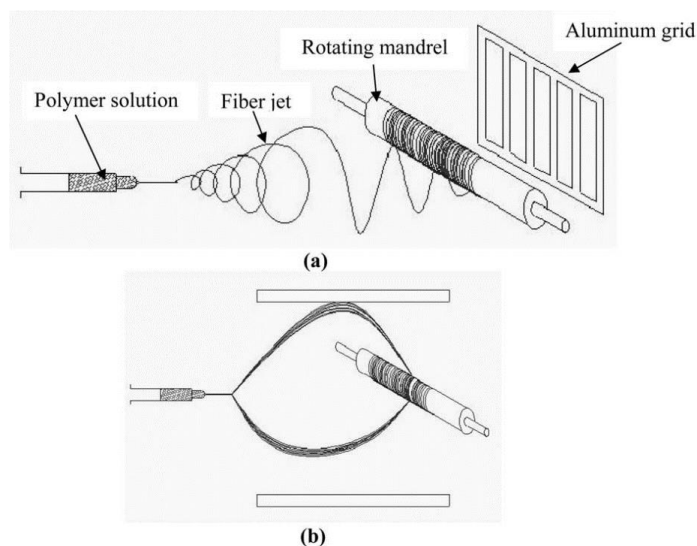 Aluminum grid
Rotating mandrel
Polymer solution
Fiber jet
(a)
(b)